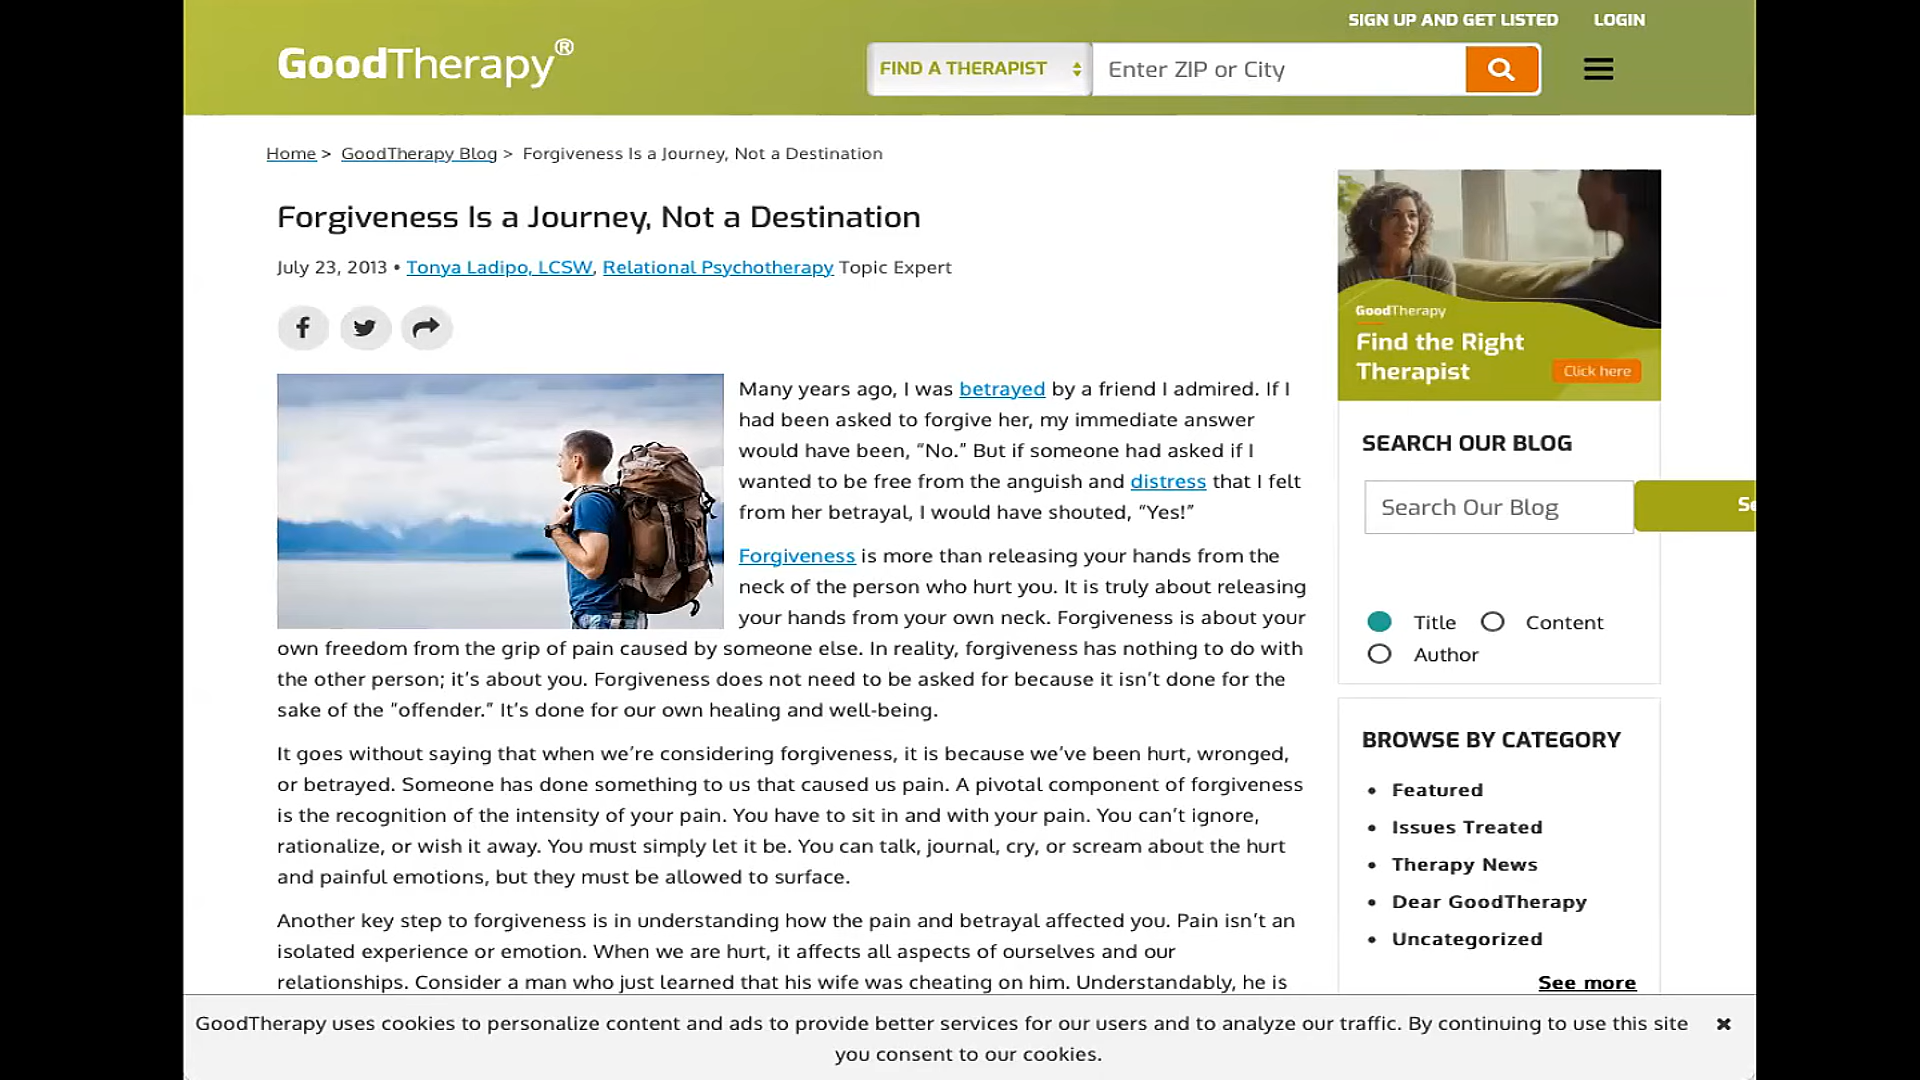 SIGN UP AND GET LISTED LOGIN
GoodTherapy®
FIND A THERAPIST Enter ZIP or City
Home > GoodTherapy Blog > Forgiveness Is a Journey, Not a Destination
Forgiveness Is a Journey, Not a Destination
July 23, 2013 • Tonya Ladipo, LCSW, Relational Psychotherapy Topic Expert
Many years ago, I was betrayed by a friend I admired. If I
had been asked to forgive her, my immediate answer
would have been, “No.” But if someone had asked if I
wanted to be free from the anguish and distress that I felt
from her betrayal, I would have shouted, “Yes!”
Forgiveness is more than releasing your hands from the
neck of the person who hurt you. It is truly about releasing
your hands from your own neck. Forgiveness is about your
own freedom from the grip of pain caused by someone else. In reality, forgiveness has nothing to do with
the other person; it’s about you. Forgiveness does not need to be asked for because it isn’t done for the
sake of the “offender.” It’s done for our own healing and well-being.
It goes without saying that when we’re considering forgiveness, it is because we’ve been hurt, wronged,
or betrayed. Someone has done something to us that caused us pain. A pivotal component of forgiveness
is the recognition of the intensity of your pain. You have to sit in and with your pain. You can’t ignore,
rationalize, or wish it away. You must simply let it be. You can talk, journal, cry, or scream about the hurt
and painful emotions, but they must be allowed to surface.
Another key step to forgiveness is in understanding how the pain and betrayal affected you. Pain isn’t an
isolated experience or emotion. When we are hurt, it affects all aspects of ourselves and our
relationships. Consider a man who just learned that his wife was cheating on him. Understandably, he is
GoodTherapy
Find the Right
Therapist
Click here
SEARCH OUR BLOG
Search Our Blog
Title Content
Author
BROWSE BY CATEGORY
• Featured
• Issues Treated
• Therapy News
• Dear GoodTherapy
• Uncategorized
See more
GoodTherapy uses cookies to personalize content and ads to provide better services for our users and to analyze our traffic. By continuing to use this site
you consent to our cookies.